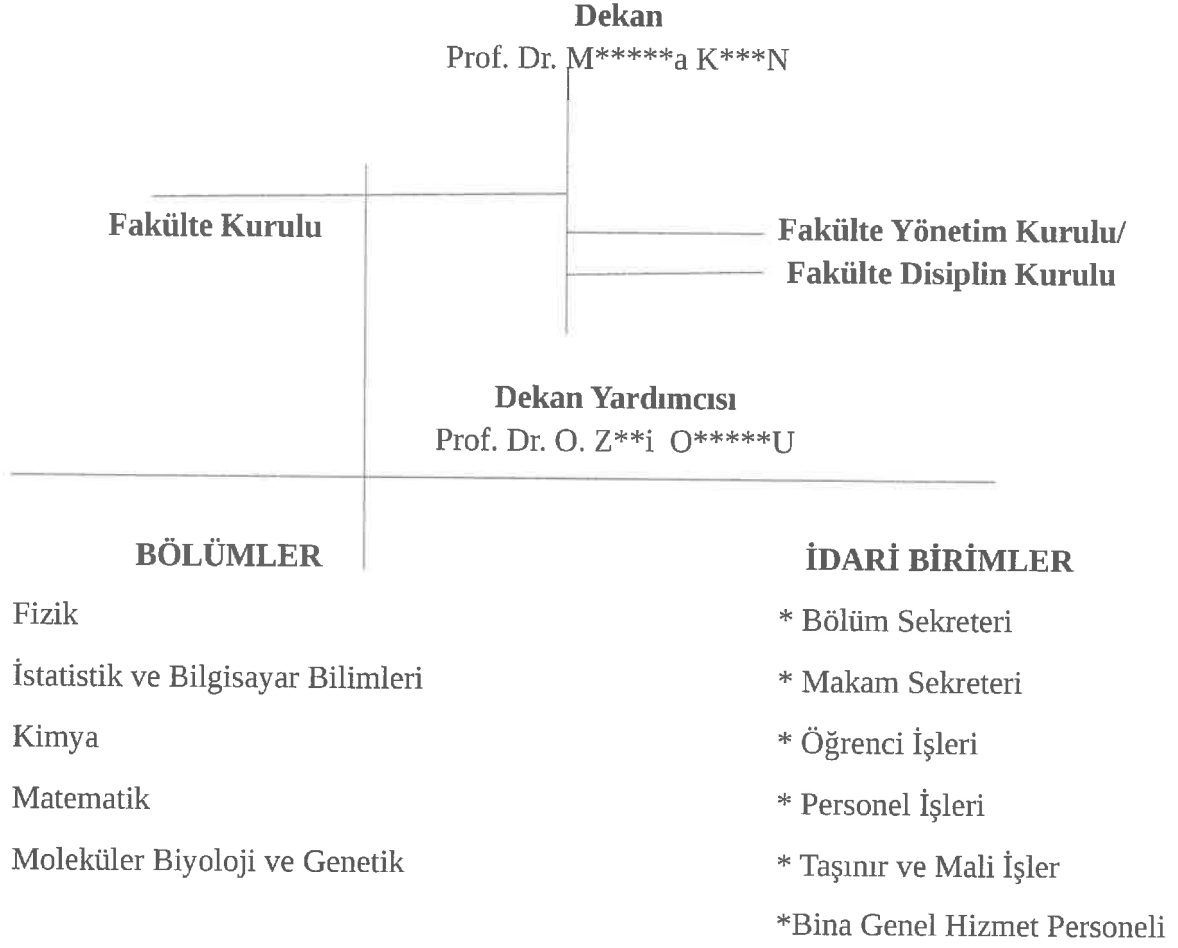 Dekan
Prof. Dr. M*****a K***N
Fakülte Kurulu
Fakülte Yönetim Kurulu/
Fakülte Disiplin Kurulu
Dekan Yardımcısı
Prof. Dr. O. Z**i O*****U
BÖLÜMLER
Fizik
İstatistik ve Bilgisayar Bilimleri
Kimya
Matematik
Moleküler Biyoloji ve Genetik
İDARİ BİRİMLER
* Bölüm Sekreteri
* Makam Sekreteri
* Öğrenci İşleri
* Personel İşleri
* Taşınır ve Mali İşler
*Bina Genel Hizmet Personeli